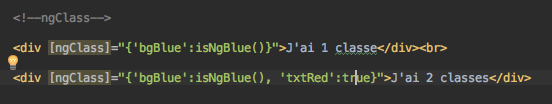 <!--ngClass-->
<div [ngClass]="{'bgBlue':isNgBlue()}">J'ai 1 classe</div><br>
<div [ngClass]="{'bgBlue':isNgBlue(), 'txtRed':true}">J'ai 2 classes</div>